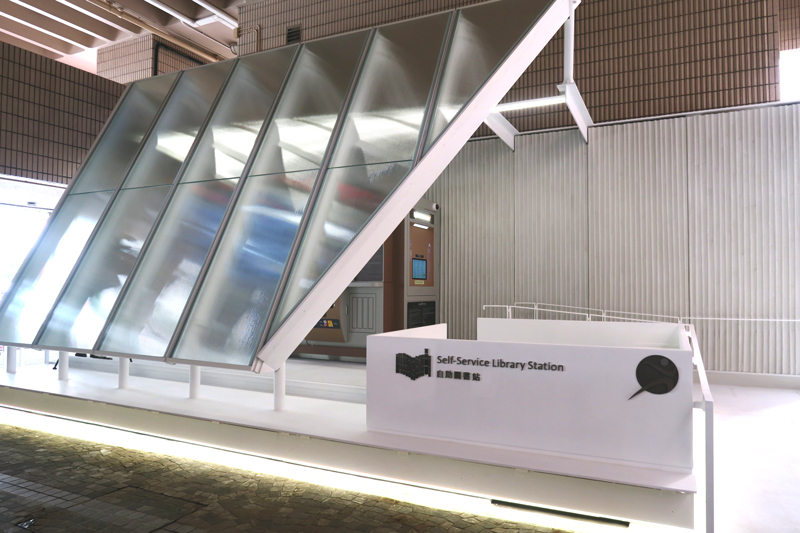 Self-Service Library Station
自助圖書站